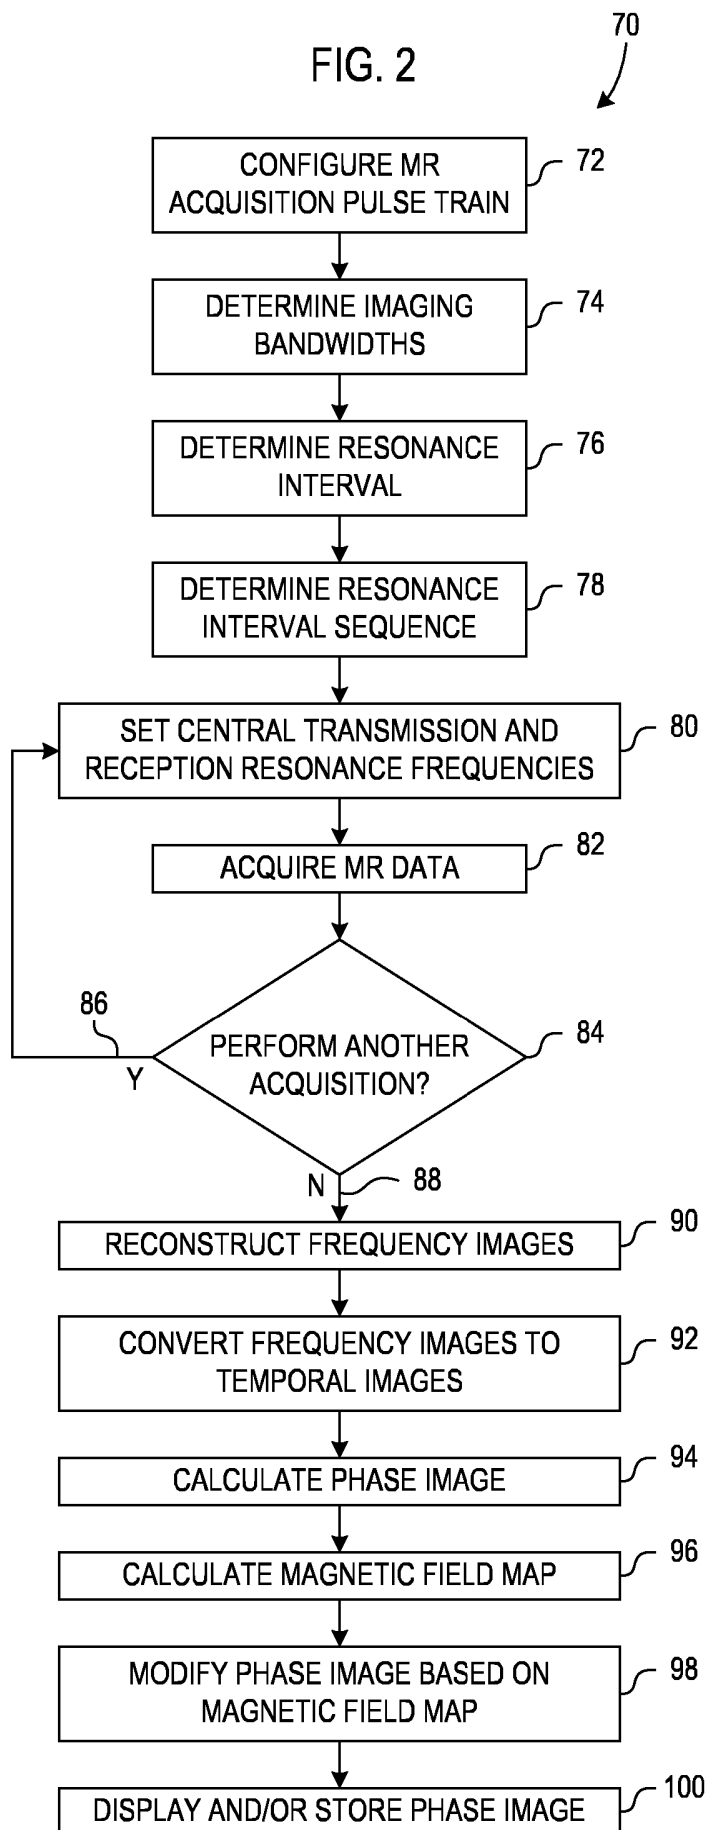 70
FIG. 2
CONFIGURE MR
ACQUISITION PULSE TRAIN
72
DETERMINE IMAGING
BANDWIDTHS
74
DETERMINE RESONANCE
INTERVAL
76
DETERMINE RESONANCE
INTERVAL SEQUENCE
78
SET CENTRAL TRANSMISSION AND
RECEPTION RESONANCE FREQUENCIES
80
ACQUIRE MR DATA
82
PERFORM ANOTHER
ACQUISITION?
84
86
Y
N
88
RECONSTRUCT FREQUENCY IMAGES
90
CONVERT FREQUENCY IMAGES TO
TEMPORAL IMAGES
92
CALCULATE PHASE IMAGE
94
CALCULATE MAGNETIC FIELD MAP
96
MODIFY PHASE IMAGE BASED ON
MAGNETIC FIELD MAP
98
DISPLAY AND/OR STORE PHASE IMAGE
100